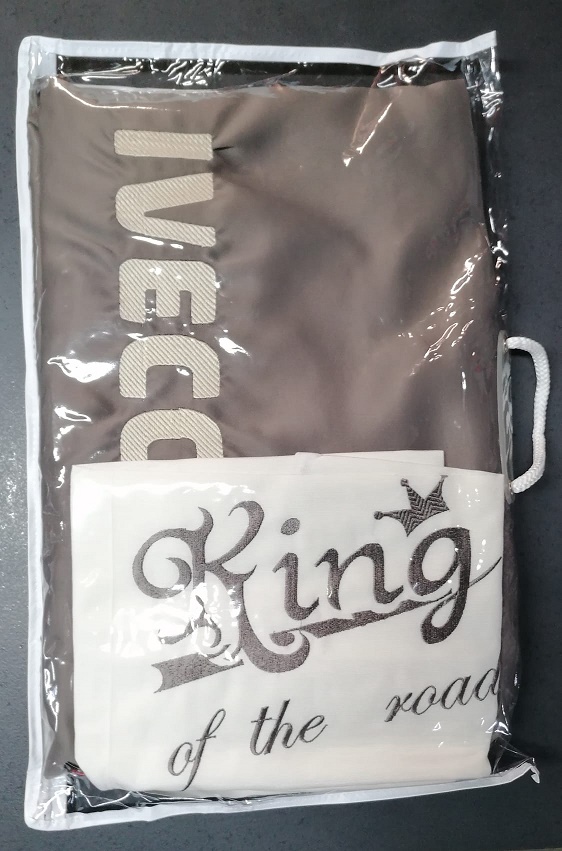 IVECO
King
of the road